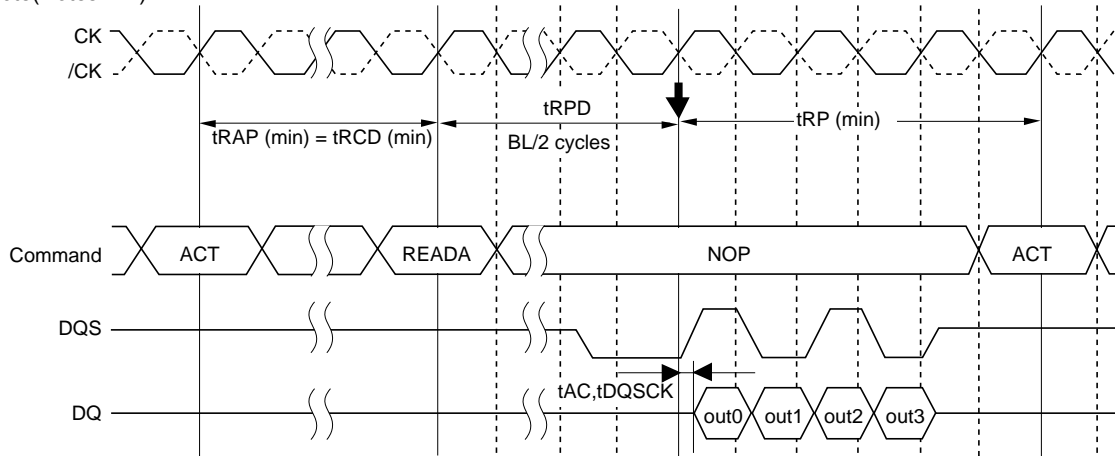 CK
/CK
tRPD
tRP (min)
tRAP (min) = tRCD (min)
BL/2 cycles
Command
ACT
READA
NOP
ACT
DQS
tAC,tDQSCK
DQ
out0
out1
out2
out3